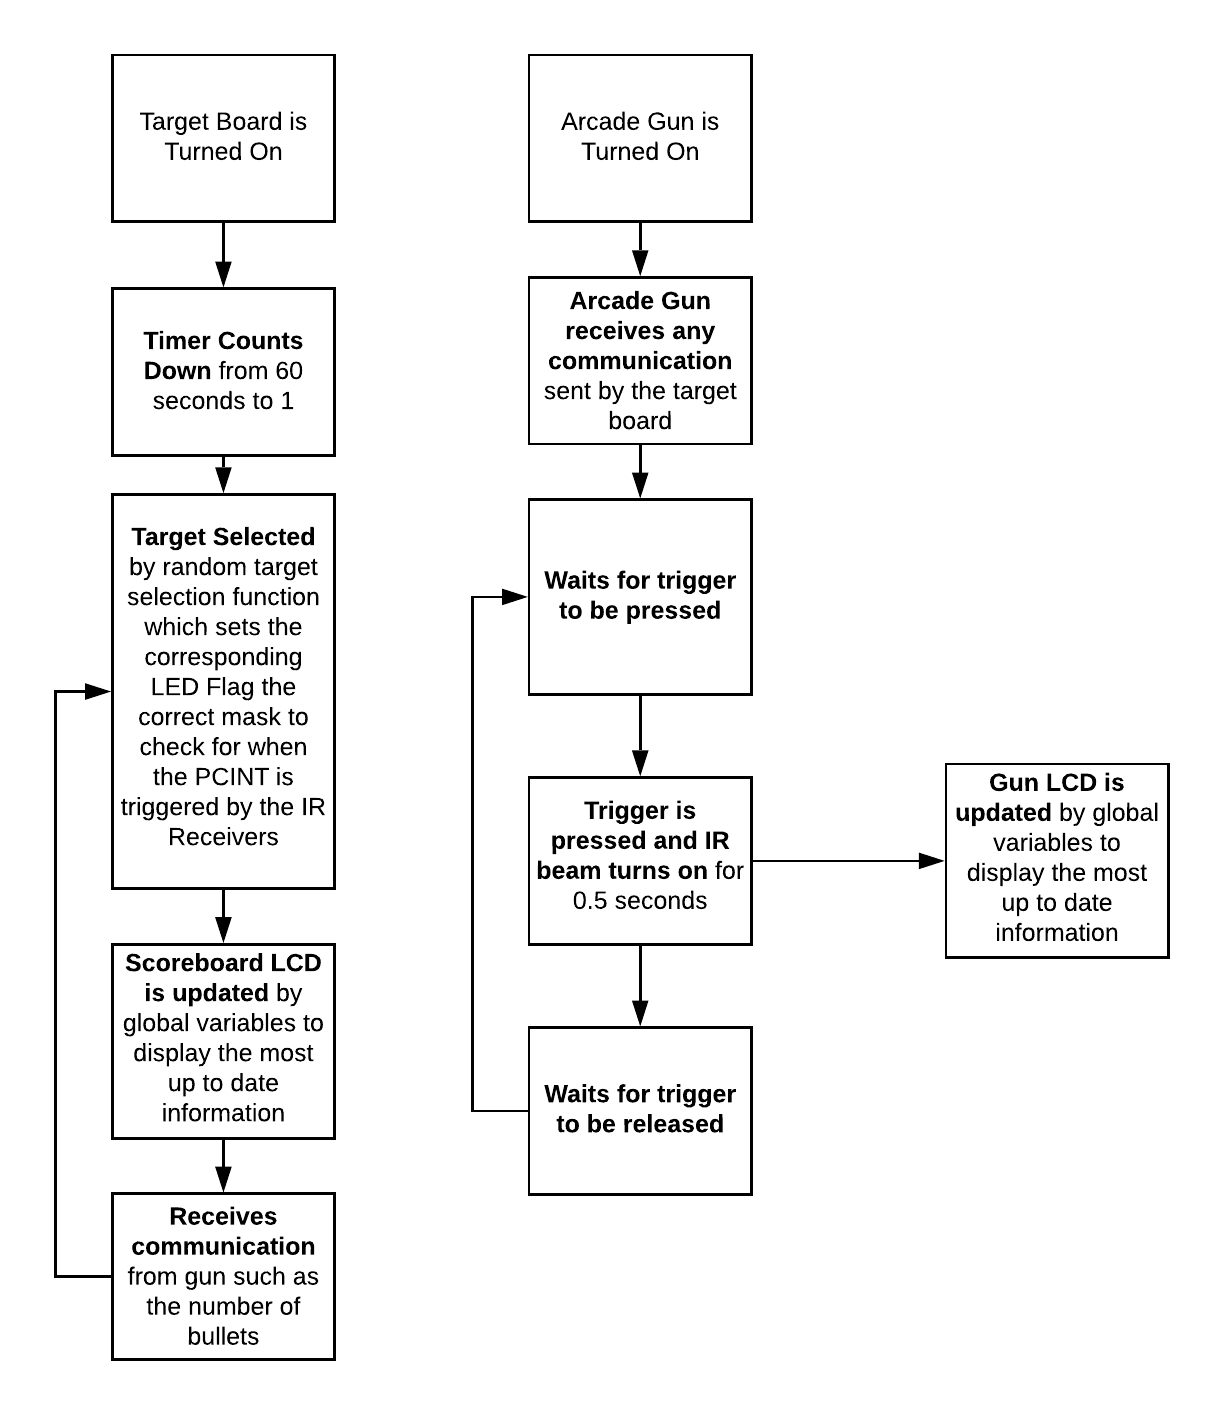 Target Board is
Turned On
Timer Counts
Down from 60
seconds to 1
Target Selected
by random target
selection function
which sets the
corresponding
LED Flag the
correct mask to
check for when
the PCINT is
triggered by the IR
Receivers
Scoreboard LCD
is updated by
global variables to
display the most
up to date
information
Receives
communication
from gun such as
the number of
bullets
Arcade Gun is
Turned On
Arcade Gun
receives any
communication
sent by the target
board
Waits for trigger
to be pressed
Trigger is
pressed and IR
beam turns on for
0.5 seconds
Waits for trigger
to be released
Gun LCD is
updated by global
variables to
display the most
up to date
information